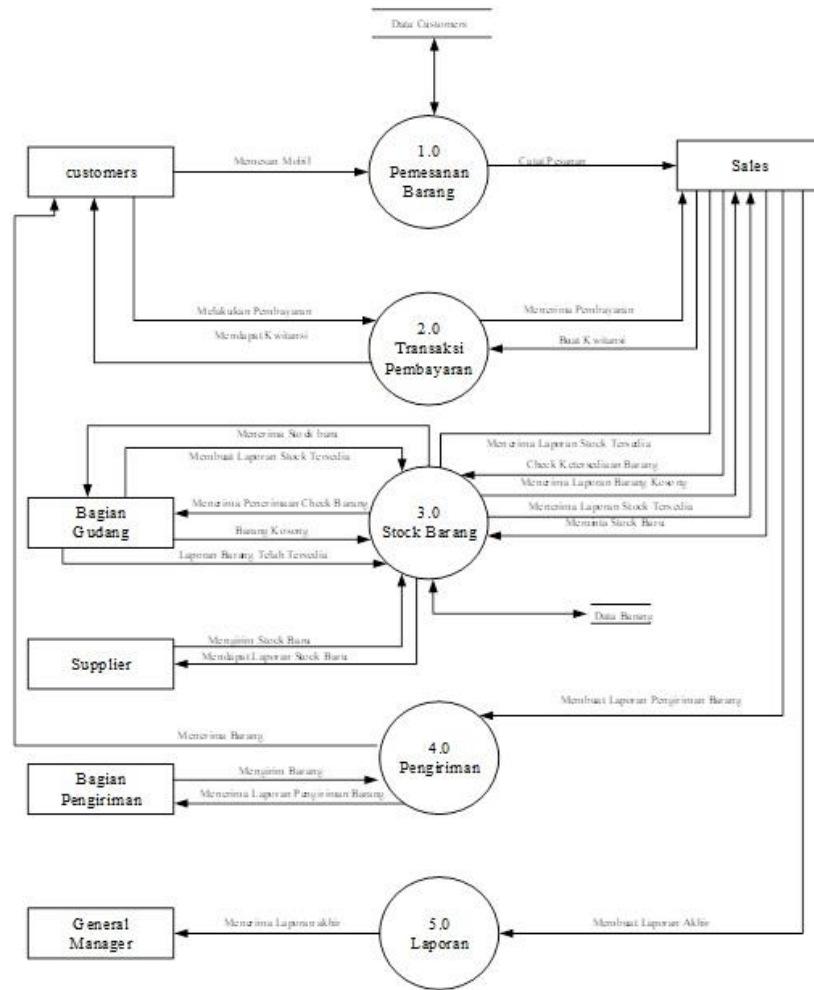 Data Customers
1.0
Pemesanan
Barang
customers
Memesan Mobil
Catat Pesanan
Sales
Melakukan Pembayaran
Menerima Pembayaran
2.0
Transaksi
Pembayaran
Mendapat Kwitansi
Buat Kwitansi
Menerima Stock baru
Membuat Laporan Stock Tersedia
Menerima Laporan Stock Tersedia
Check Ketersediaan Barang
Menerima Laporan Barang Kosong
Menerima Penerimaan Check Barang
Menerima Laporan Stock Tersedia
Bagian
Gudang
3.0
Stock Barang
Barang Kosong
Meminta Stock Baru
Laporan Barang Telah Tersedia
Data Barang
Mengirim Stock Baru
Supplier
Mendapat Laporan Stock Baru
Membuat Laporan Pengiriman Barang
Menerima Barang
4.0
Pengiriman
Bagian
Pengiriman
Mengirim Barang
Menerima Laporan Pengiriman Barang
General
Manager
Menerima Laporan akhir
5.0
Laporan
Membuat Laporan Akhir